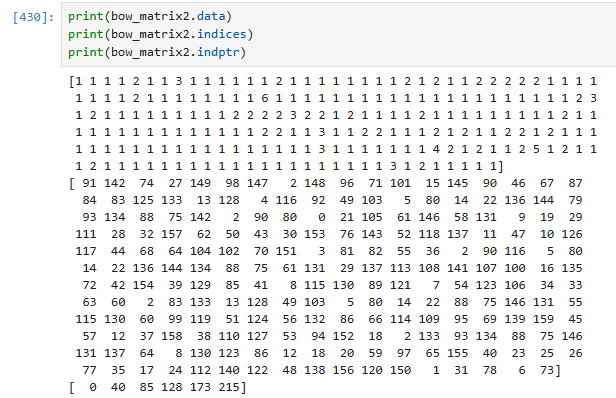 [430]: print(bow_matrix2.data)
print(bow_matrix2.indices)
print(bow_matrix2.indptr)
[1 1 1 1 2 1 1 3 1 1 1 1 1 1 2 1 1 1 1 1 1 1 1 2 1 2 1 1 2 2 2 2 2 1 1 1 1
1 1 1 1 2 1 1 1 1 1 1 1 1 1 6 1 1 1 1 1 1 1 1 1 1 1 1 1 1 1 1 1 1 1 1 2 3
1 2 1 1 1 1 1 1 1 1 1 2 2 2 2 3 2 2 1 2 1 1 1 1 2 1 1 1 1 1 1 1 1 1 2 1 1
1 1 1 1 1 1 1 1 1 1 1 1 1 2 2 1 1 3 1 1 2 2 1 1 1 2 1 2 1 1 2 2 1 2 1 1 1
1 1 1 1 1 1 1 1 1 1 1 1 1 1 1 1 1 3 1 1 1 1 1 1 1 4 2 1 2 1 1 2 5 1 2 1 1
1 2 1 1 1 1 1 1 1 1 1 1 1 1 1 1 1 1 1 1 1 1 3 1 2 1 1 1 1 1]
[ 91 142 74 27 149 98 147 2 148 96 71 101 15 145 90 46 67 87
84 83 125 133 13 128 4 116 92 49 103 5 80 14 22 136 144 79
93 134 88 75 142 2 90 80 0 21 105 61 146 58 131 9 19 29
111 28 32 157 62 50 43 30 153 76 143 52 118 137 11 47 10 126
117 44 68 64 104 102 70 151 3 81 82 55 36 2 90 116 5 80
14 22 136 144 134 88 75 61 131 29 137 113 108 141 107 100 16 135
72 42 154 39 129 85 41 8 115 130 89 121 7 54 123 106 34 33
63 60 2 83 133 13 128 49 103 5 80 14 22 88 75 146 131 55
115 130 60 99 119 51 124 56 132 86 66 114 109 95 69 139 159 45
57 12 37 158 38 110 127 53 94 152 18 2 133 93 134 88 75 146
131 137 64 8 130 123 86 12 18 20 59 97 65 155 40 23 25 26
77 35 17 24 112 140 122 48 138 156 120 150 1 31 78 6 73]
[ 0 40 85 128 173 215]